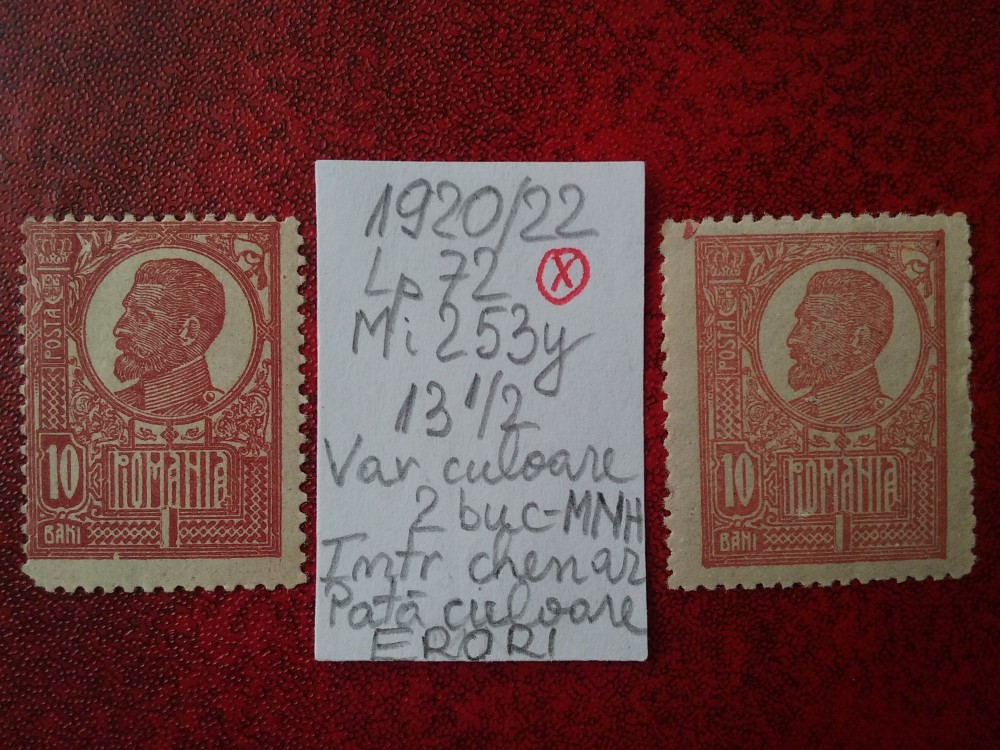 POSTA
10
ROMANIA
BANI
1920/22
Lp 72 X
Mi 253y
13 1/2
Var culoare
2 buc-MNH
Intr chenar
Pată culoare
ERORI
POSTA
10
ROMANIA
BANI